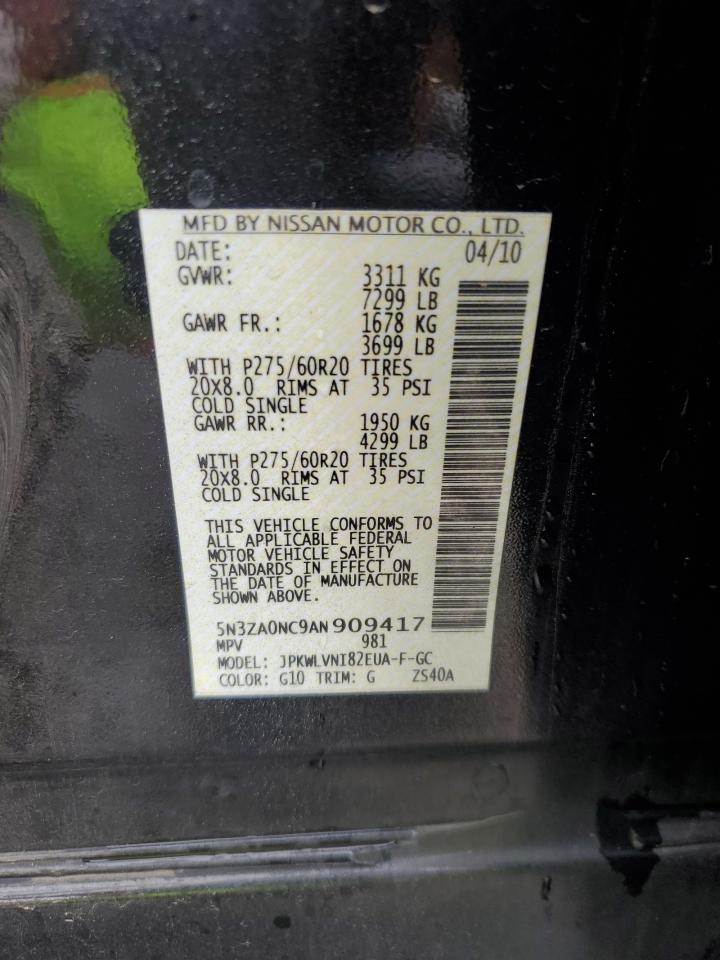 MFD BY NISSAN MOTOR CO., LTD.
DATE: 04/10
GVWR: 3311 KG
7299 LB
GAWR FR.: 1678 KG
3699 LB
WITH P275/60R20 TIRES
20X8.0 RIMS AT 35 PSI
COLD SINGLE
GAWR RR.: 1950 KG
4299 LB
WITH P275/60R20 TIRES
20X8.0 RIMS AT 35 PSI
COLD SINGLE
THIS VEHICLE CONFORMS TO
ALL APPLICABLE FEDERAL
MOTOR VEHICLE SAFETY
STANDARDS IN EFFECT ON
THE DATE OF MANUFACTURE
SHOWN ABOVE.
5N3ZA0NC9AN909417
MPV 981
MODEL: JPKWLVNI82EUA-F-GC
COLOR: G10 TRIM: G ZS40A